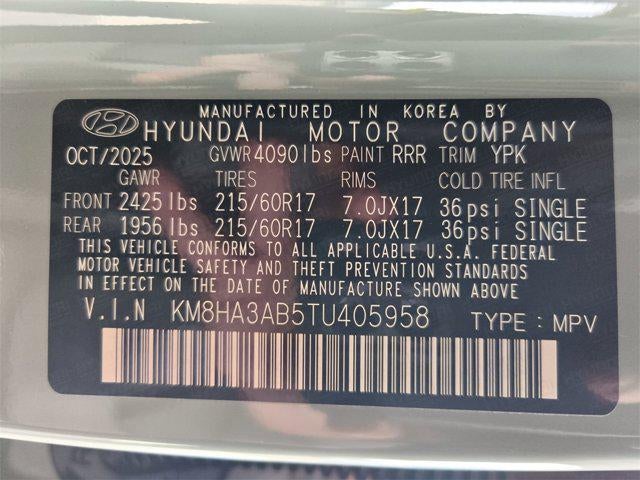 MANUFACTURED IN KOREA BY
HYUNDAI MOTOR COMPANY
OCT/2025 GVWR 4090lbs PAINT RRR TRIM YPK
GAWR TIRES RIMS COLD TIRE INFL
FRONT 2425 lbs 215/60R17 7.0JX17 36psi SINGLE
REAR 1956 lbs 215/60R17 7.0JX17 36psi SINGLE
THIS VEHICLE CONFORMS TO ALL APPLICABLE U.S.A. FEDERAL
MOTOR VEHICLE SAFETY AND THEFT PREVENTION STANDARDS
IN EFFECT ON THE DATE OF MANUFACTURE SHOWN ABOVE
V.I.N KM8HA3AB5TU405958 TYPE : MPV